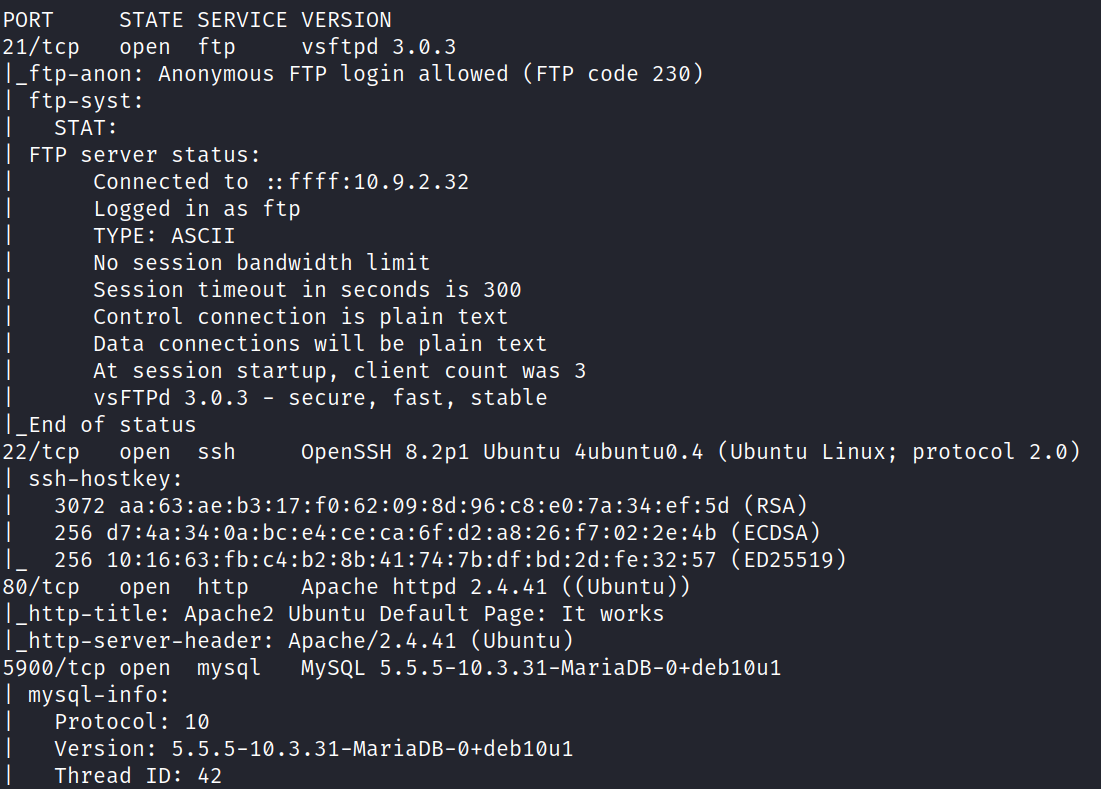 PORT     STATE SERVICE VERSION
21/tcp   open  ftp     vsftpd 3.0.3
|_ftp-anon: Anonymous FTP login allowed (FTP code 230)
| ftp-syst:
|   STAT:
| FTP server status:
|      Connected to ::ffff:10.9.2.32
|      Logged in as ftp
|      TYPE: ASCII
|      No session bandwidth limit
|      Session timeout in seconds is 300
|      Control connection is plain text
|      Data connections will be plain text
|      At session startup, client count was 3
|      vsFTPd 3.0.3 - secure, fast, stable
|_End of status
22/tcp   open  ssh     OpenSSH 8.2p1 Ubuntu 4ubuntu0.4 (Ubuntu Linux; protocol 2.0)
| ssh-hostkey:
|   3072 aa:63:ae:b3:17:f0:62:09:8d:96:c8:e0:7a:34:ef:5d (RSA)
|   256 d7:4a:34:0a:bc:e4:ce:ca:6f:d2:a8:26:f7:02:2e:4b (ECDSA)
|_  256 10:16:63:fb:c4:b2:8b:41:74:7b:df:bd:2d:fe:32:57 (ED25519)
80/tcp   open  http    Apache httpd 2.4.41 ((Ubuntu))
|_http-title: Apache2 Ubuntu Default Page: It works
|_http-server-header: Apache/2.4.41 (Ubuntu)
5900/tcp open  mysql   MySQL 5.5.5-10.3.31-MariaDB-0+deb10u1
| mysql-info:
|   Protocol: 10
|   Version: 5.5.5-10.3.31-MariaDB-0+deb10u1
|   Thread ID: 42